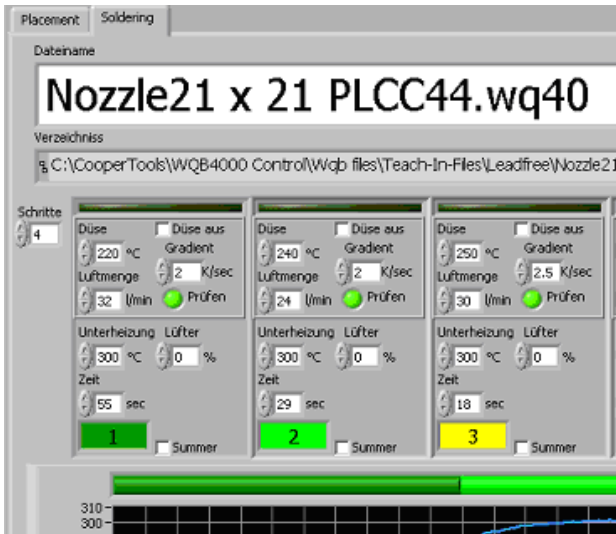 Placement Soldering
Dateiname
Nozzle21 x 21 PLCC44.wq40
Verzeichniss
C:\CooperTools\WQB4000 Control\Wqb files\Teach-In-Files\Leadfree\Nozzle21
Schritte
4
Düse Düse aus
220 °C Gradient
2 K/sec
Luftmenge
32 l/min Prüfen
Unterheizung Lüfter
300 °C 0 %
Zeit
55 sec
1 Summer
Düse Düse aus
240 °C Gradient
2 K/sec
Luftmenge
24 l/min Prüfen
Unterheizung Lüfter
300 °C 0 %
Zeit
29 sec
2 Summer
Düse Düse aus
250 °C Gradient
2.5 K/sec
Luftmenge
30 l/min Prüfen
Unterheizung Lüfter
300 °C 0 %
Zeit
18 sec
3 Summer
310
300